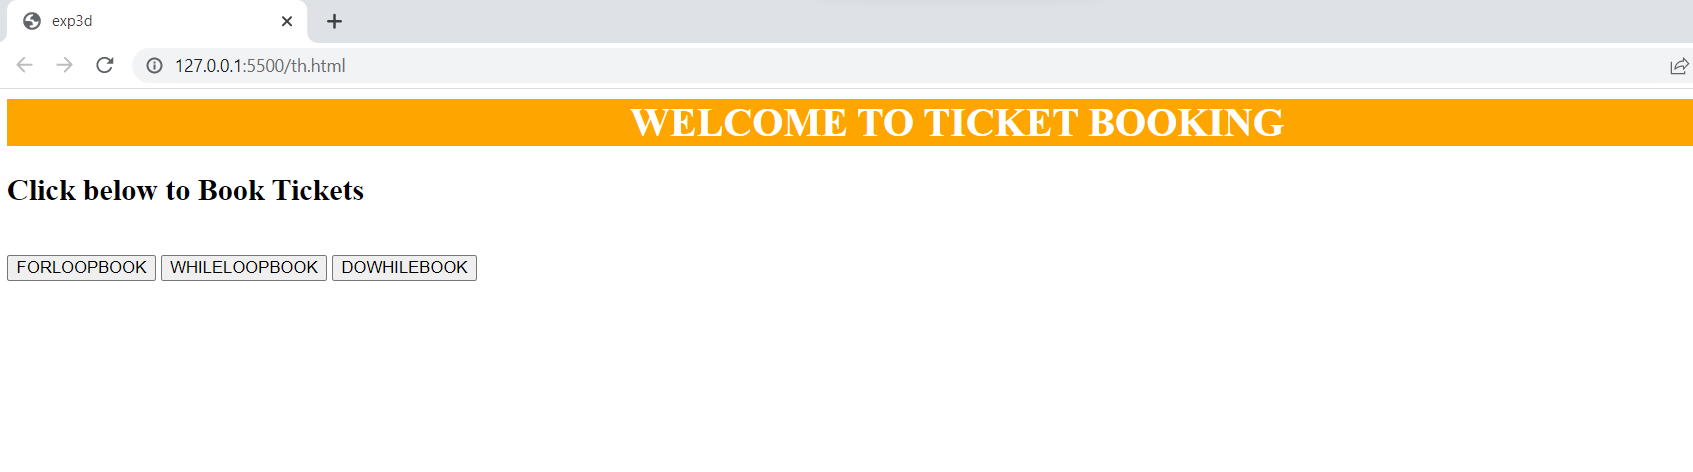 exp3d
127.0.0.1:5500/th.html
WELCOME TO TICKET BOOKING
Click below to Book Tickets
FORLOOPBOOK WHILELOOPBOOK DOWHILEBOOK